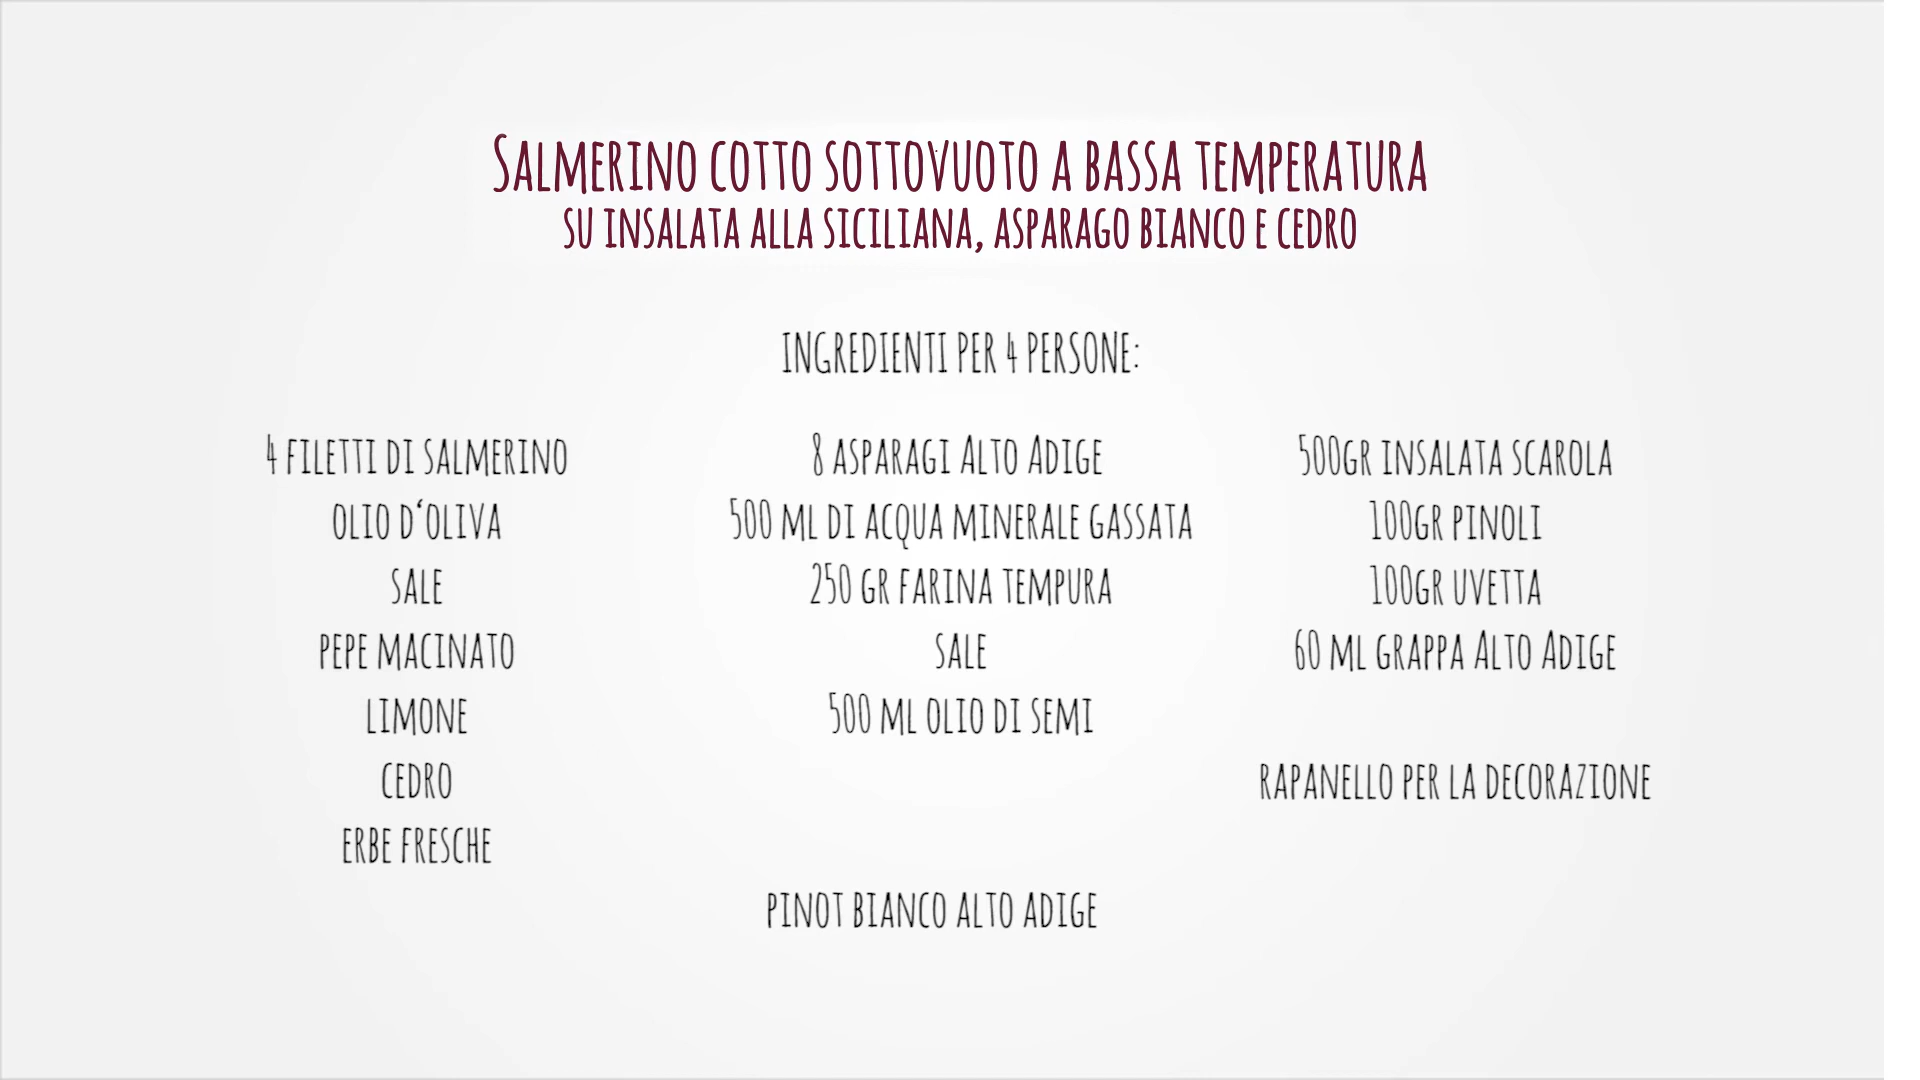 Salmerino cotto sottovuoto a bassa temperatura
su insalata alla siciliana, asparago bianco e cedro
ingredienti per 4 persone:
4 filetti di salmerino
olio d‘oliva
sale
pepe macinato
limone
cedro
erbe fresche
8 asparagi Alto Adige
500 ml di acqua minerale gassata
250 gr farina tempura
sale
500 ml olio di semi
pinot bianco alto adige
500gr insalata scarola
100gr pinoli
100gr uvetta
60 ml grappa Alto Adige
rapanello per la decorazione